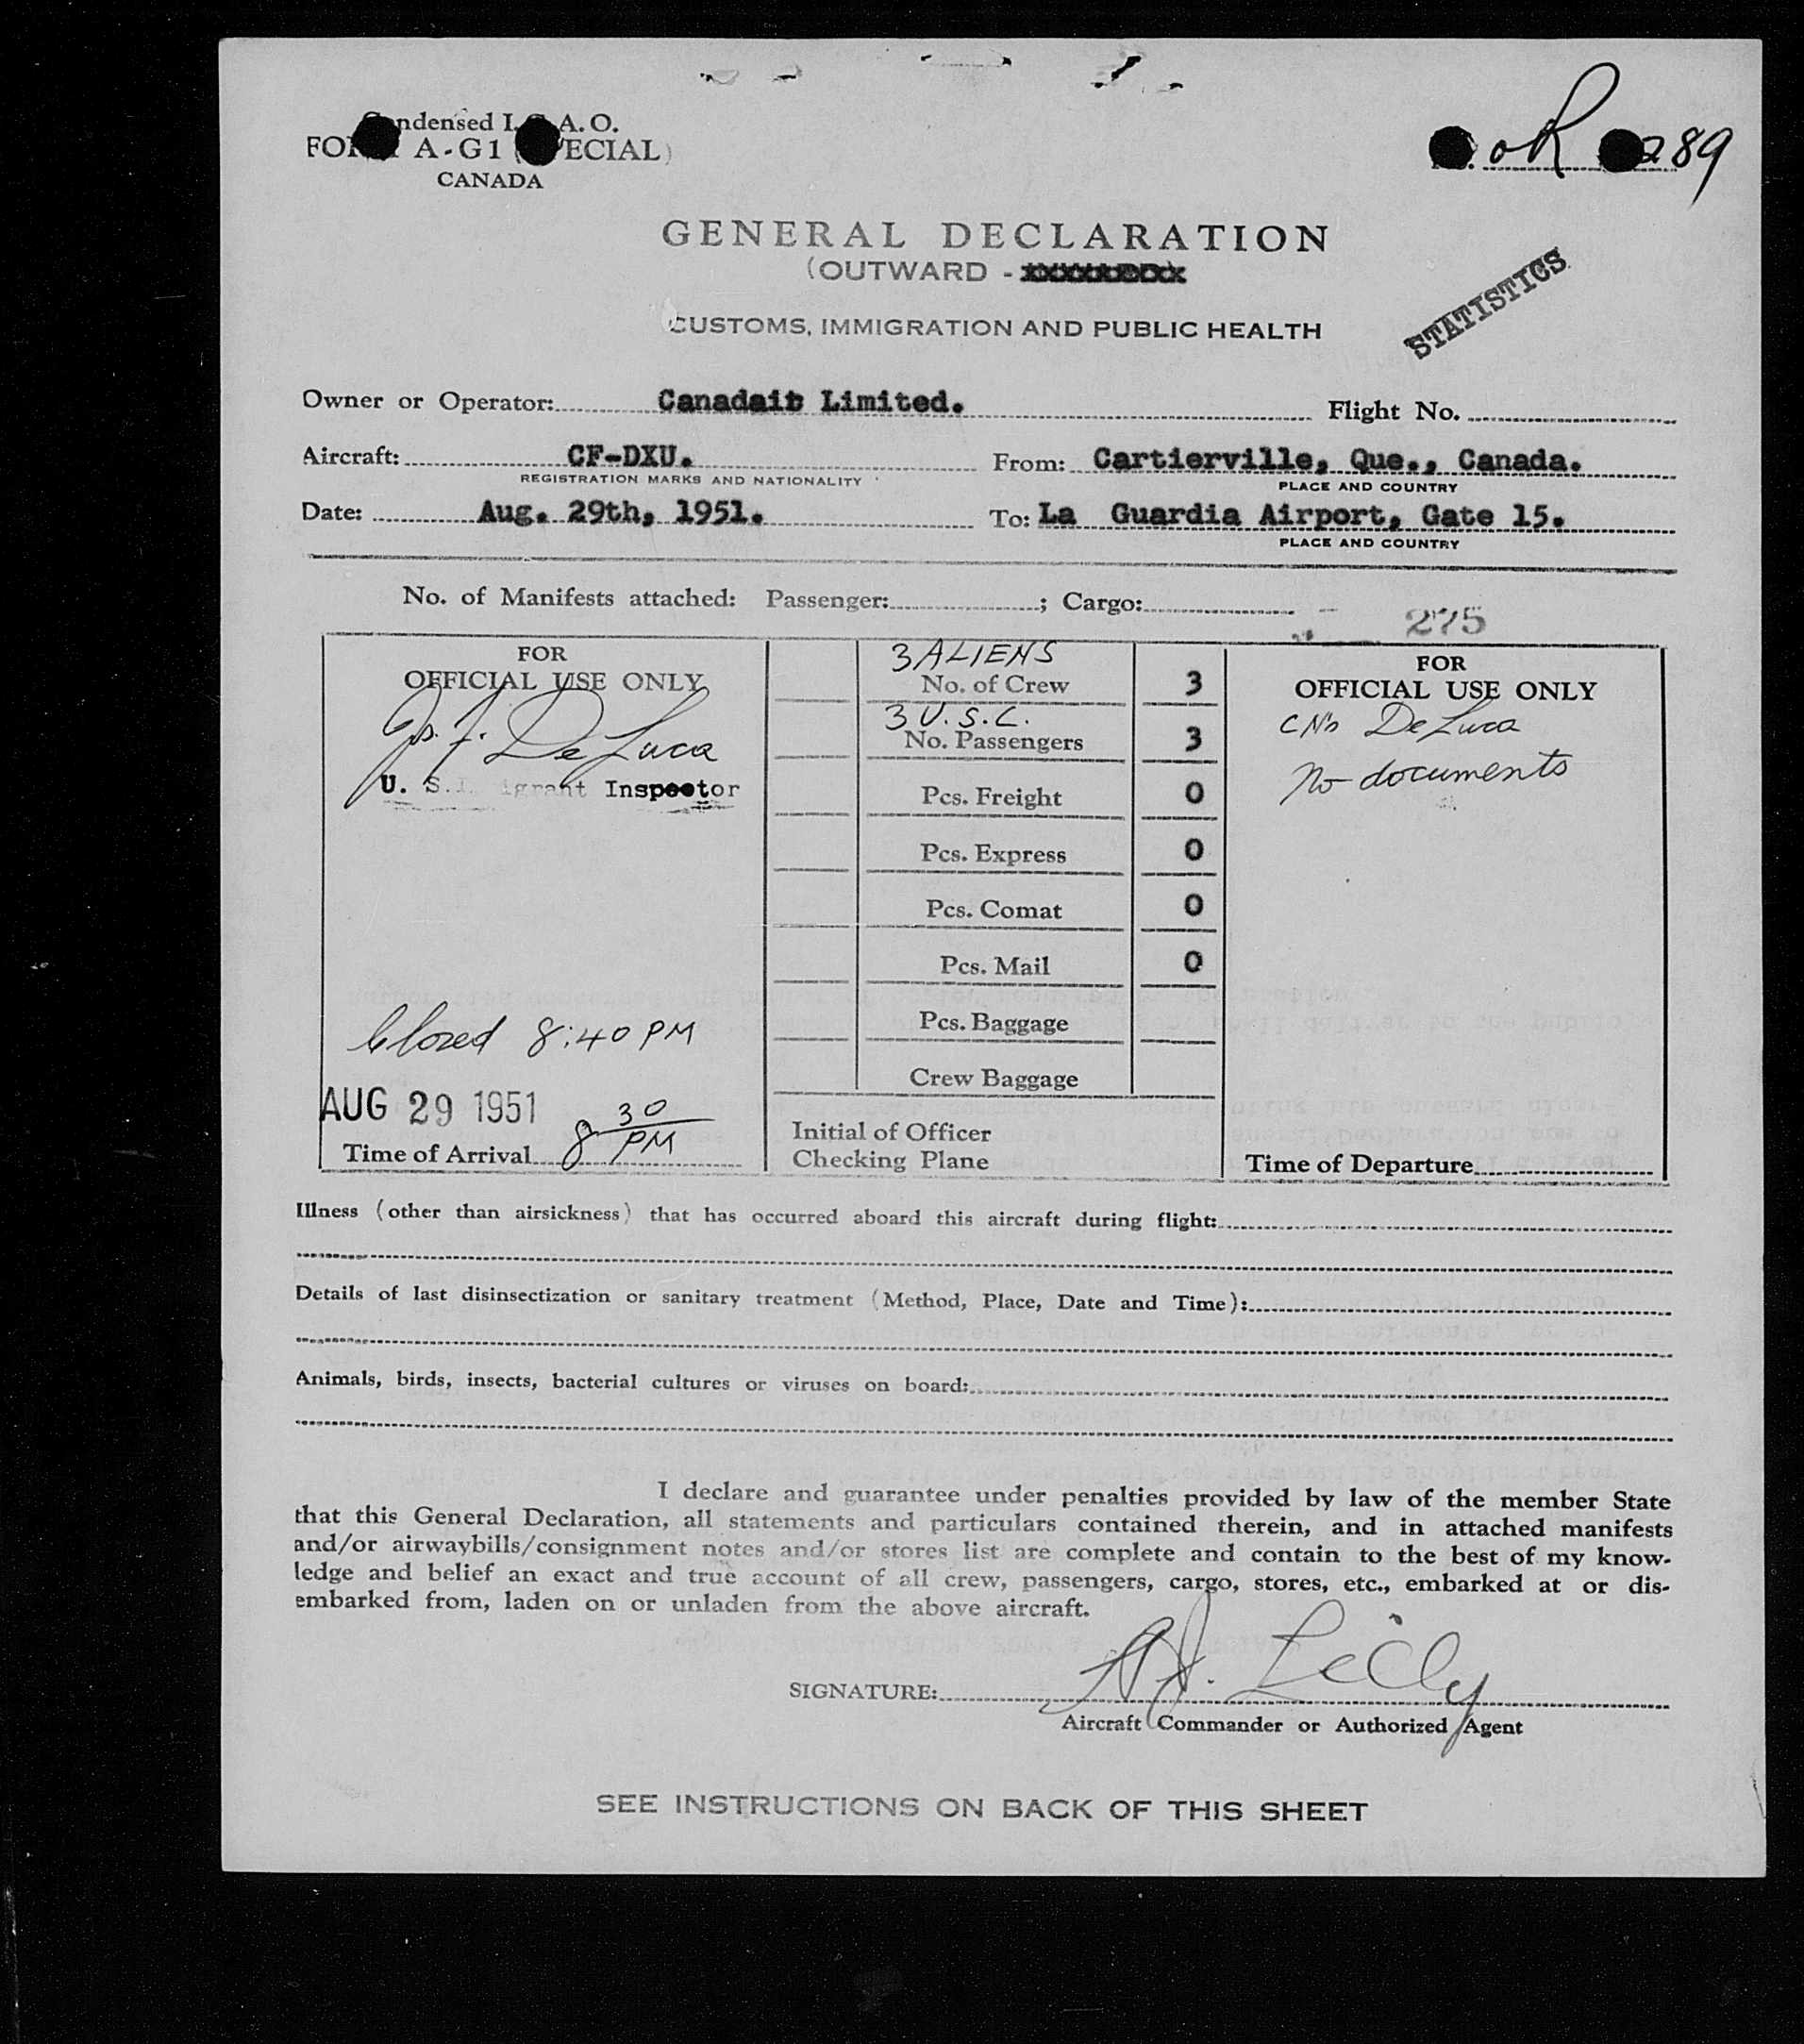 ndensed I. A. O.
FO A-G1 ( ECIAL)
CANADA
oR 289
GENERAL DECLARATION
(OUTWARD -
CUSTOMS, IMMIGRATION AND PUBLIC HEALTH
STATISTICS
Owner or Operator: Canadair Limited. Flight No.
Aircraft: CF-DXU. From: Cartierville, Que., Canada.
REGISTRATION MARKS AND NATIONALITY PLACE AND COUNTRY
Date: Aug. 29th, 1951. To: La Guardia Airport, Gate 15.
PLACE AND COUNTRY
No. of Manifests attached: Passenger: ; Cargo:
275
FOR
OFFICIAL USE ONLY
De Luca
U. S. I igrant Inspector
Closed 8:40 PM
AUG 29 1951
Time of Arrival 8 30 PM
3 ALIENS
No. of Crew 3
3 U.S.C.
No. Passengers 3
Pcs. Freight 0
Pcs. Express 0
Pcs. Comat 0
Pcs. Mail 0
Pcs. Baggage
Crew Baggage
Initial of Officer
Checking Plane
FOR
OFFICIAL USE ONLY
De Luca
No documents
Time of Departure
Illness (other than airsickness) that has occurred aboard this aircraft during flight:
Details of last disinsectization or sanitary treatment (Method, Place, Date and Time):
Animals, birds, insects, bacterial cultures or viruses on board:
I declare and guarantee under penalties provided by law of the member State
that this General Declaration, all statements and particulars contained therein, and in attached manifests
and/or airwaybills/consignment notes and/or stores list are complete and contain to the best of my know-
ledge and belief an exact and true account of all crew, passengers, cargo, stores, etc., embarked at or dis-
embarked from, laden on or unladen from the above aircraft.
SIGNATURE: A.J. Lilly
Aircraft Commander or Authorized Agent
SEE INSTRUCTIONS ON BACK OF THIS SHEET